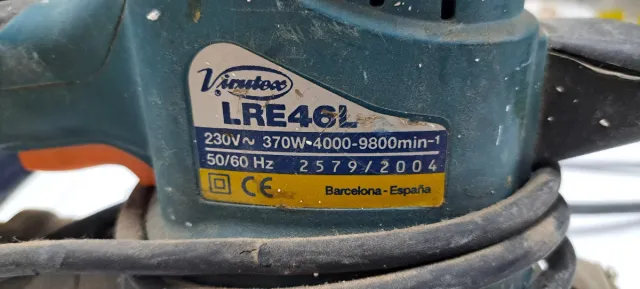 Virutex
LRE46L
230V~ 370W-4000-9800min-1
50/60 Hz 2579/2004
CE Barcelona - España